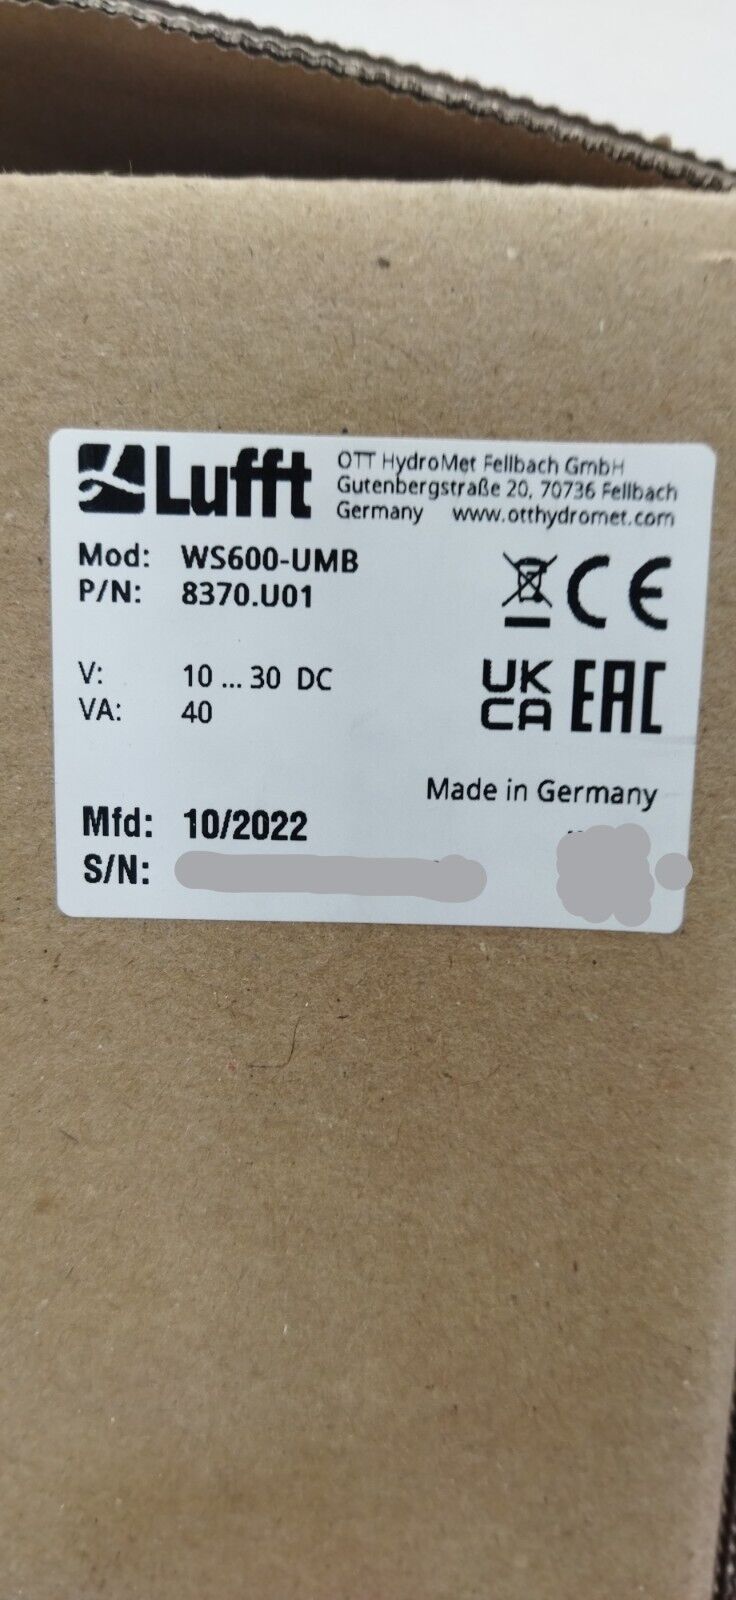 Lufft
OTT HydroMet Fellbach GmbH
Gutenbergstraße 20, 70736 Fellbach
Germany www.otthydromet.com
Mod: WS600-UMB
P/N: 8370.U01
CE
V: 10 ... 30 DC
VA: 40
UK
CA
EAC
Made in Germany
Mfd: 10/2022
S/N: